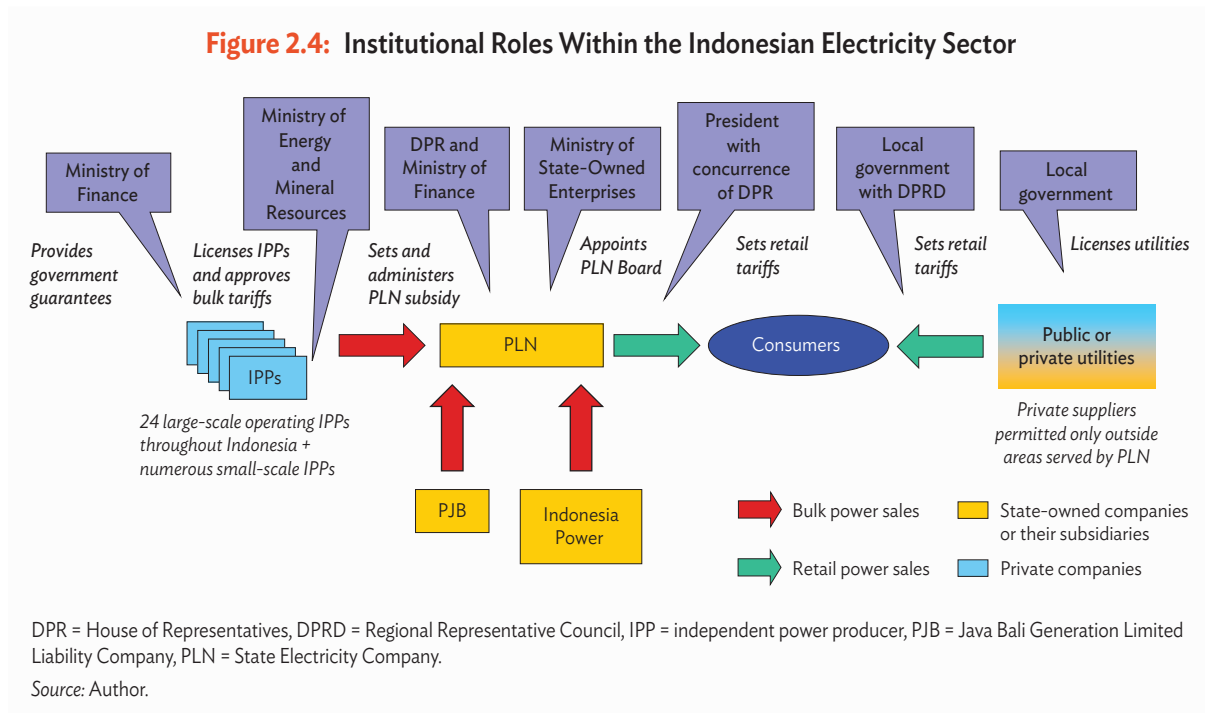 Figure 2.4: Institutional Roles Within the Indonesian Electricity Sector
Ministry of
Finance
Ministry of
Energy
and
Mineral
Resources
DPR and
Ministry of
Finance
Ministry of
State-Owned
Enterprises
President
with
concurrence
of DPR
Local
government
with DPRD
Local
government
Provides
government
guarantees
Licenses IPPs
and approves
bulk tariffs
Sets and
administers
PLN subsidy
Appoints
PLN Board
Sets retail
tariffs
Sets retail
tariffs
Licenses utilities
IPPs
PLN
Consumers
Public or
private utilities
24 large-scale operating IPPs
throughout Indonesia +
numerous small-scale IPPs
Private suppliers
permitted only outside
areas served by PLN
PJB
Indonesia
Power
Bulk power sales
State-owned companies
or their subsidiaries
Retail power sales
Private companies
DPR = House of Representatives, DPRD = Regional Representative Council, IPP = independent power producer, PJB = Java Bali Generation Limited
Liability Company, PLN = State Electricity Company.
Source: Author.